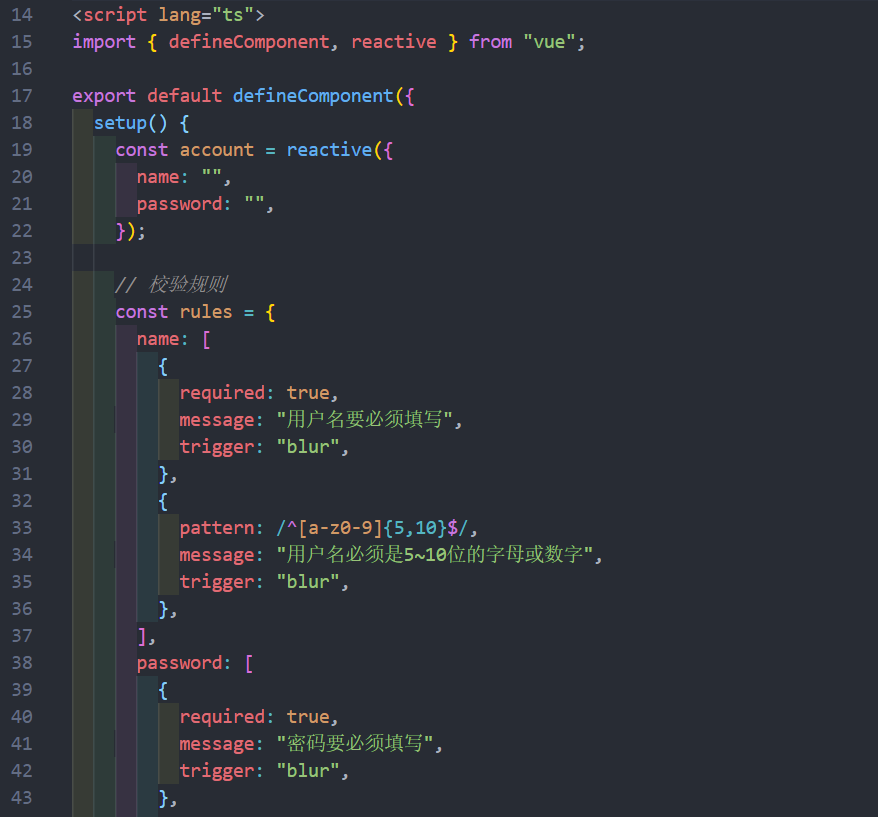 14 <script lang="ts">
15 import { defineComponent, reactive } from "vue";
16
17 export default defineComponent({
18   setup() {
19     const account = reactive({
20       name: "",
21       password: "",
22     });
23
24     // 校验规则
25     const rules = {
26       name: [
27         {
28           required: true,
29           message: "用户名要必须填写",
30           trigger: "blur",
31         },
32         {
33           pattern: /^[a-z0-9]{5,10}$/,
34           message: "用户名必须是5~10位的字母或数字",
35           trigger: "blur",
36         },
37       ],
38       password: [
39         {
40           required: true,
41           message: "密码要必须填写",
42           trigger: "blur",
43         },